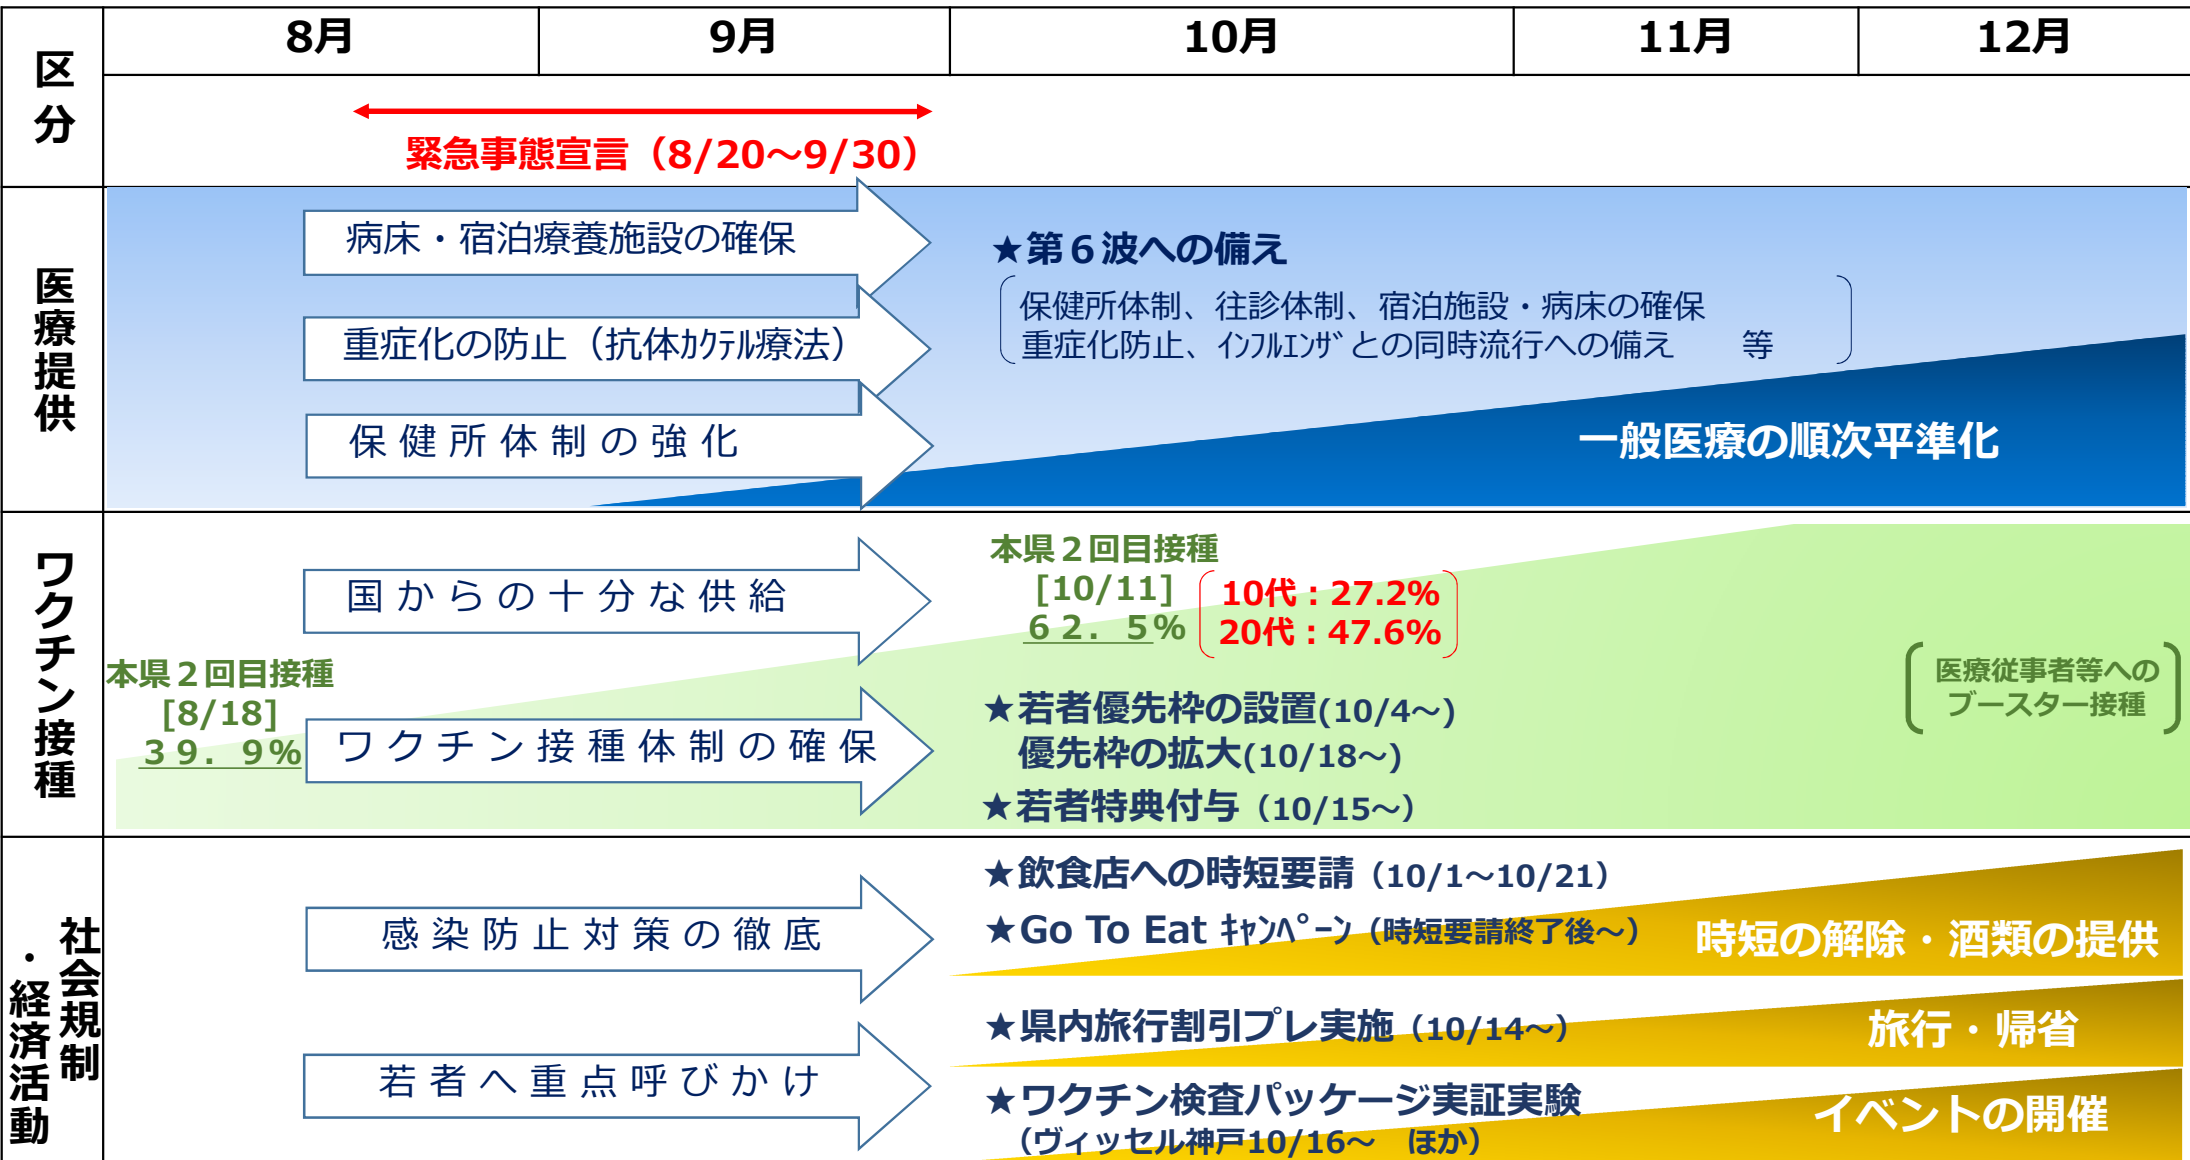 区分
8月
9月
10月
11月
12月
緊急事態宣言（8/20～9/30）
医療提供
病床・宿泊療養施設の確保
重症化の防止（抗体ｶｸﾃﾙ療法）
保健所体制の強化
★第６波への備え
保健所体制、往診体制、宿泊施設・病床の確保
重症化防止、ｲﾝﾌﾙｴﾝｻﾞとの同時流行への備え　　等
一般医療の順次平準化
ワクチン接種
本県２回目接種
[8/18]
３９．９%
国からの十分な供給
ワクチン接種体制の確保
本県２回目接種
[10/11]
６２．５%
10代：27.2%
20代：47.6%
★若者優先枠の設置(10/4～)
優先枠の拡大(10/18～)
★若者特典付与（10/15～）
医療従事者等への
ブースター接種
社会規制
・経済活動
感染防止対策の徹底
若者へ重点呼びかけ
★飲食店への時短要請（10/1～10/21）
★Go To Eat ｷｬﾝﾍﾟｰﾝ（時短要請終了後～）
時短の解除・酒類の提供
★県内旅行割引プレ実施（10/14～）
旅行・帰省
★ワクチン検査パッケージ実証実験
（ヴィッセル神戸10/16～　ほか）
イベントの開催